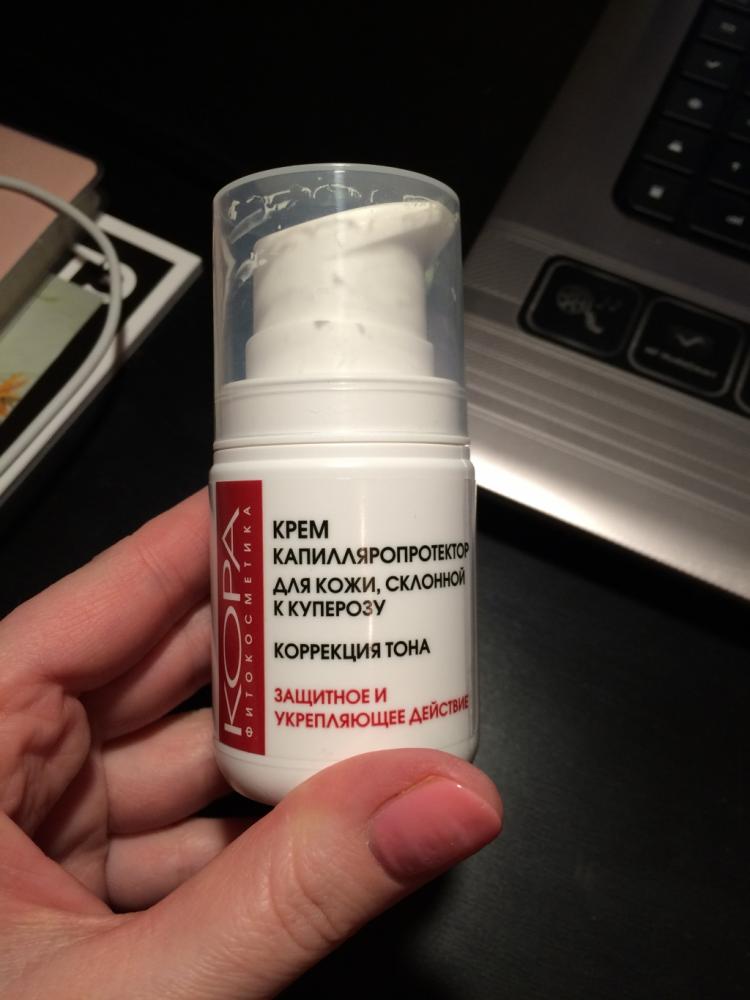 КОРА
ФИТОКОСМЕТИКА
КРЕМ
КАПИЛЛЯРОПРОТЕКТОР
ДЛЯ КОЖИ, СКЛОННОЙ
К КУПЕРОЗУ
КОРРЕКЦИЯ ТОНА
ЗАЩИТНОЕ И
УКРЕПЛЯЮЩЕЕ ДЕЙСТВИЕ